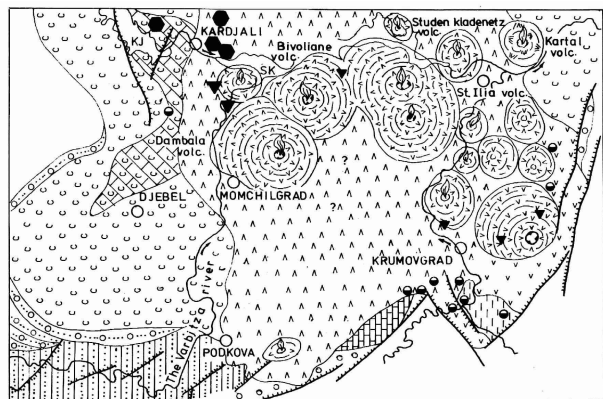 KJ
KARDJALI
Bivoliane
volc.
Studen kladenetz
volc.
Kartal
volc.
SK
St. Ilia volc.
Dambala
volc.
?
DJEBEL
MOMCHILGRAD
?
KRUMOVGRAD
The Varbitza river
PODKOVA